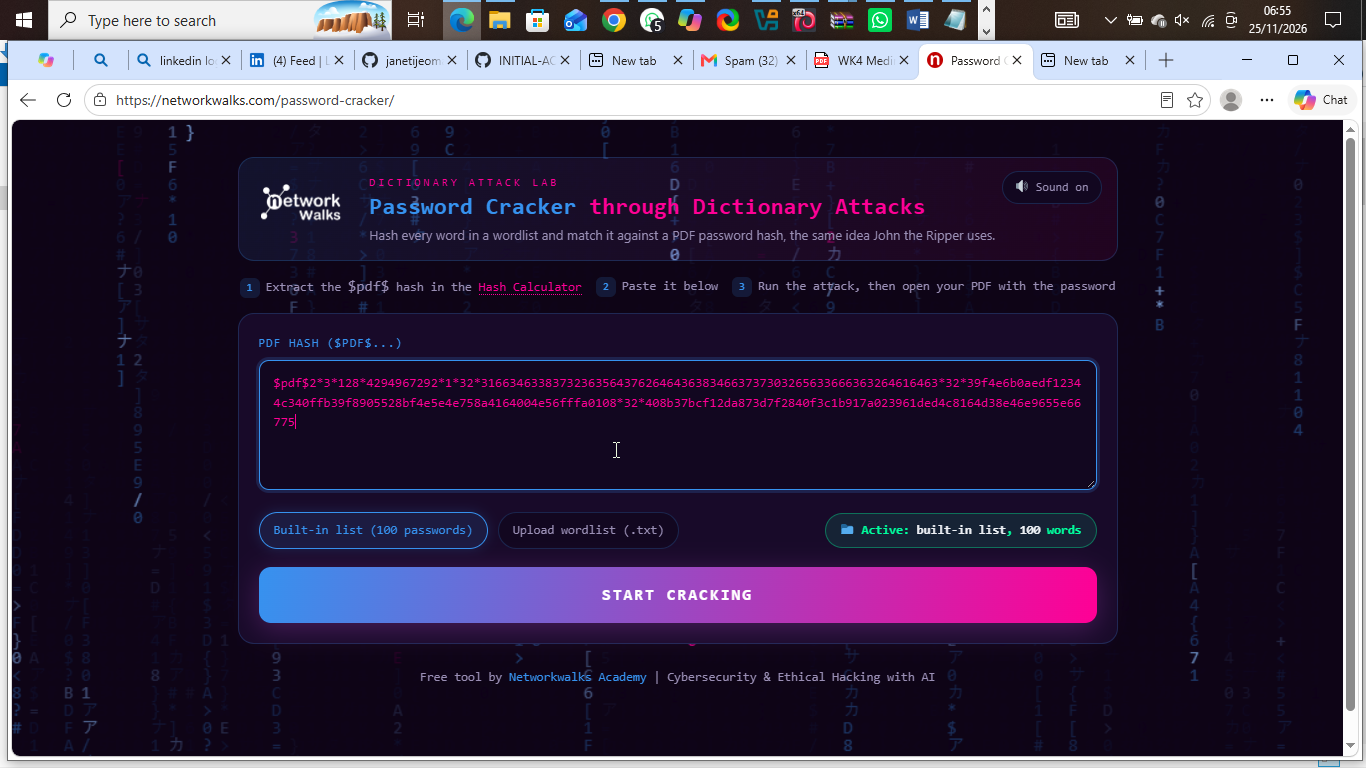 Type here to search
06:55
25/11/2026
linkedin lo
(4) Feed | L
janetijeom
INITIAL-AC
New tab
Spam (32)
WK4 Medi
Password C
New tab
https://networkwalks.com/password-cracker/
Chat
network
Walks
DICTIONARY ATTACK LAB
Password Cracker through Dictionary Attacks
Hash every word in a wordlist and match it against a PDF password hash, the same idea John the Ripper uses.
Sound on
1 Extract the $pdf$ hash in the Hash Calculator 2 Paste it below 3 Run the attack, then open your PDF with the password
PDF HASH ($PDF$...)
$pdf$2*3*128*4294967292*1*32*31663463383732363564376264643638346637373032656336663632646164​63*32*39f4e6b0aedf1234
4c340ffb39f8905528bf4e5e4e758a4164004e56fffa0108*32*408b37bcf12da873d7f2840f3c1b917a023961ded4c8164d38e46e9655e66
775
Built-in list (100 passwords)
Upload wordlist (.txt)
Active: built-in list, 100 words
START CRACKING
Free tool by Networkwalks Academy | Cybersecurity & Ethical Hacking with AI